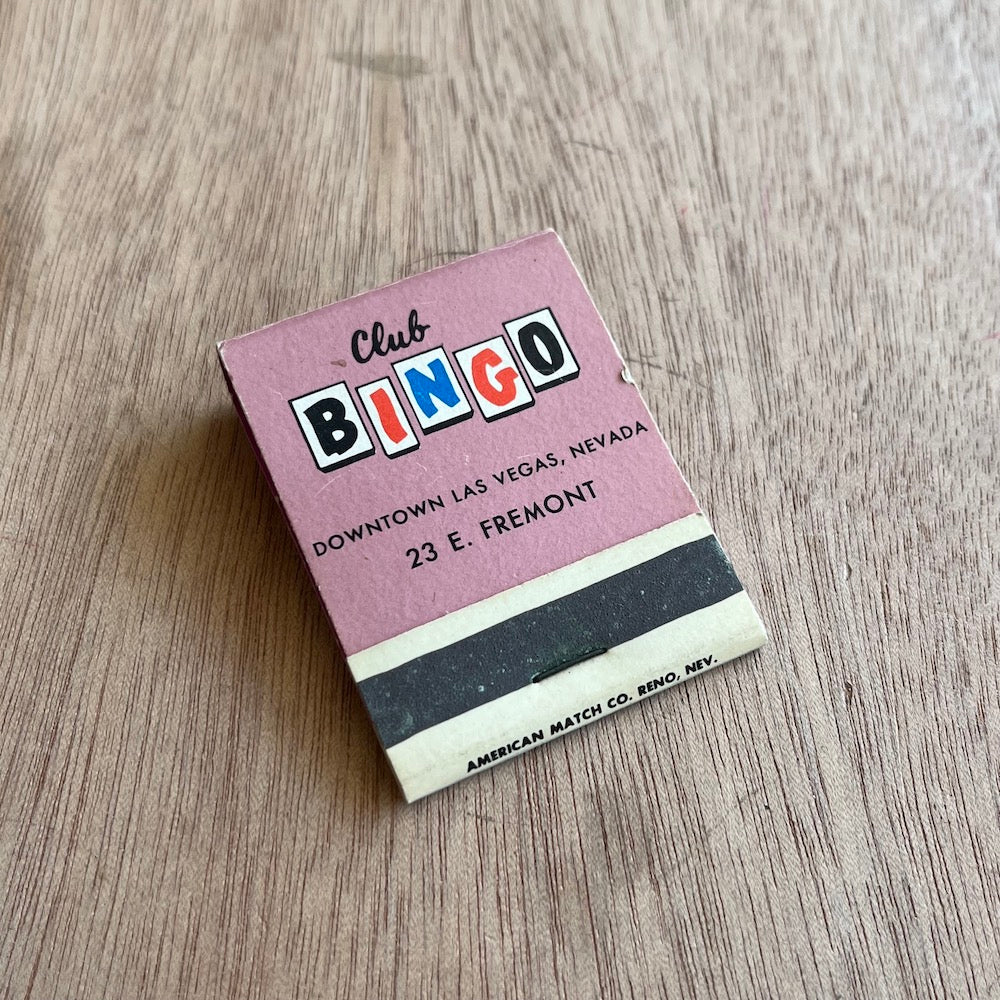 Club
BINGO
DOWNTOWN LAS VEGAS, NEVADA
23 E. FREMONT
AMERICAN MATCH CO. RENO, NEV.